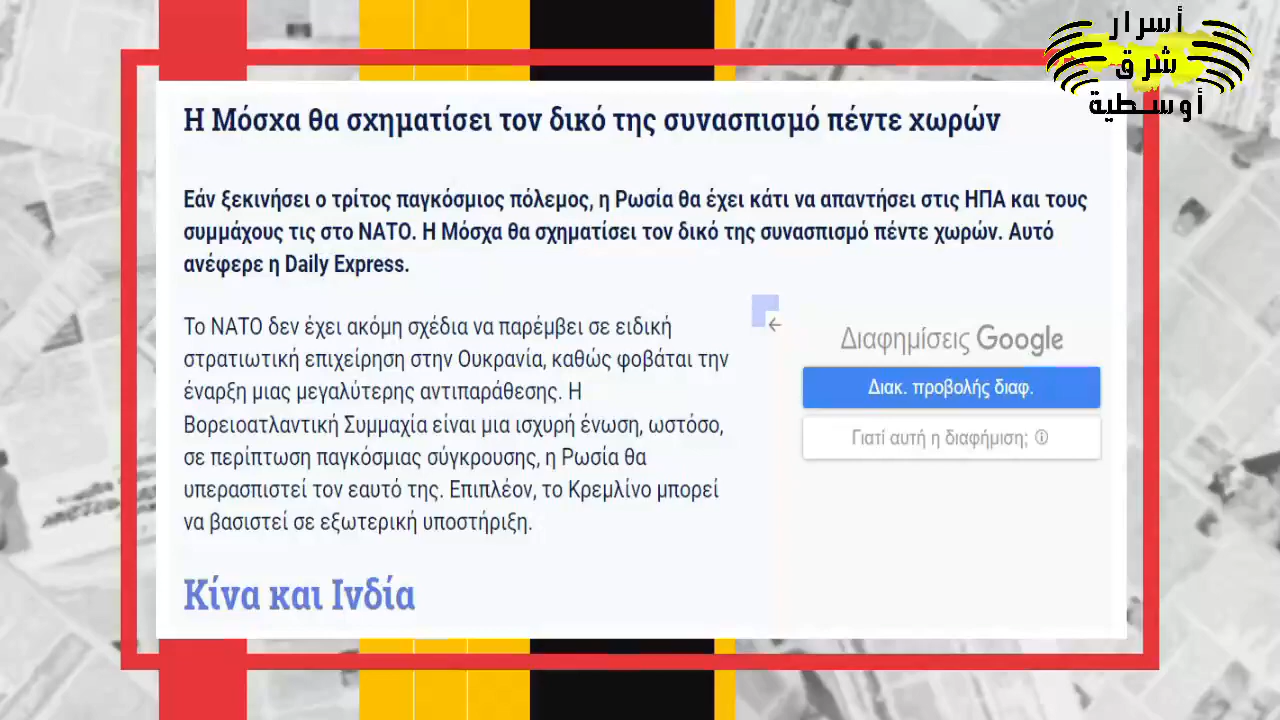 أسرار
شرق
أوسطية
Η Μόσχα θα σχηματίσει τον δικό της συνασπισμό πέντε χωρών
Εάν ξεκινήσει ο τρίτος παγκόσμιος πόλεμος, η Ρωσία θα έχει κάτι να απαντήσει στις ΗΠΑ και τους
συμμάχους τις στο ΝΑΤΟ. Η Μόσχα θα σχηματίσει τον δικό της συνασπισμό πέντε χωρών. Αυτό
ανέφερε η Daily Express.
Το ΝΑΤΟ δεν έχει ακόμη σχέδια να παρέμβει σε ειδική
στρατιωτική επιχείρηση στην Ουκρανία, καθώς φοβάται την
έναρξη μιας μεγαλύτερης αντιπαράθεσης. Η
Βορειοατλαντική Συμμαχία είναι μια ισχυρή ένωση, ωστόσο,
σε περίπτωση παγκόσμιας σύγκρουσης, η Ρωσία θα
υπερασπιστεί τον εαυτό της. Επιπλέον, το Κρεμλίνο μπορεί
να βασιστεί σε εξωτερική υποστήριξη.
Διαφημίσεις Google
Διακ. προβολής διαφ.
Γιατί αυτή η διαφήμιση;
Κίνα και Ινδία